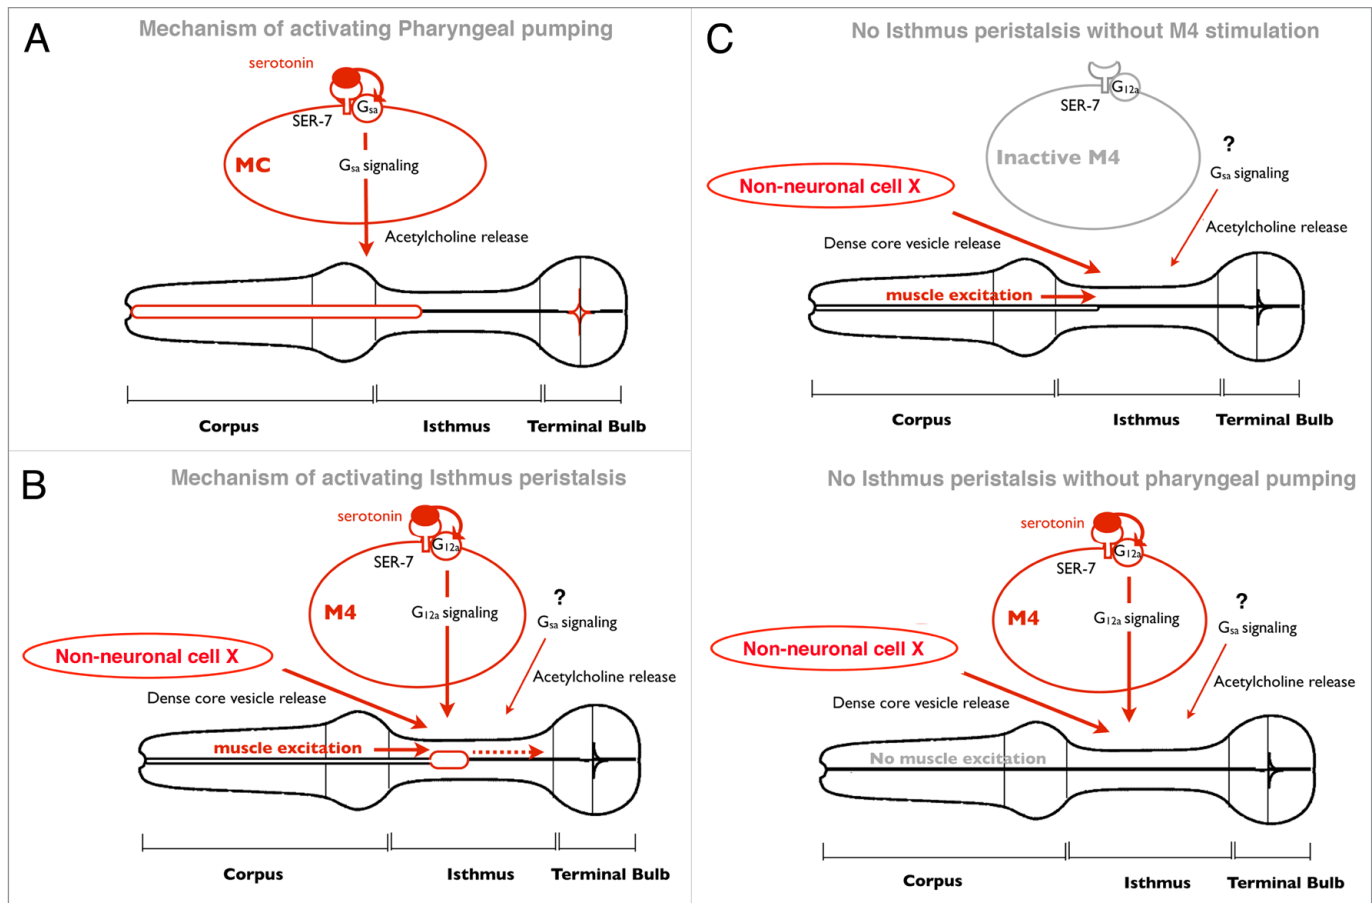 A
Mechanism of activating Pharyngeal pumping
serotonin
Gsa
SER-7
MC
Gsa signaling
Acetylcholine release
Corpus
Isthmus
Terminal Bulb
B
Mechanism of activating Isthmus peristalsis
serotonin
G12a
SER-7
M4
G12a signaling
?
Gsa signaling
Non-neuronal cell X
Acetylcholine release
Dense core vesicle release
muscle excitation
Corpus
Isthmus
Terminal Bulb
C
No Isthmus peristalsis without M4 stimulation
G12a
SER-7
Inactive M4
?
Gsa signaling
Non-neuronal cell X
Acetylcholine release
Dense core vesicle release
muscle excitation
Corpus
Isthmus
Terminal Bulb
No Isthmus peristalsis without pharyngeal pumping
serotonin
G12a
SER-7
M4
G12a signaling
?
Gsa signaling
Non-neuronal cell X
Acetylcholine release
Dense core vesicle release
No muscle excitation
Corpus
Isthmus
Terminal Bulb